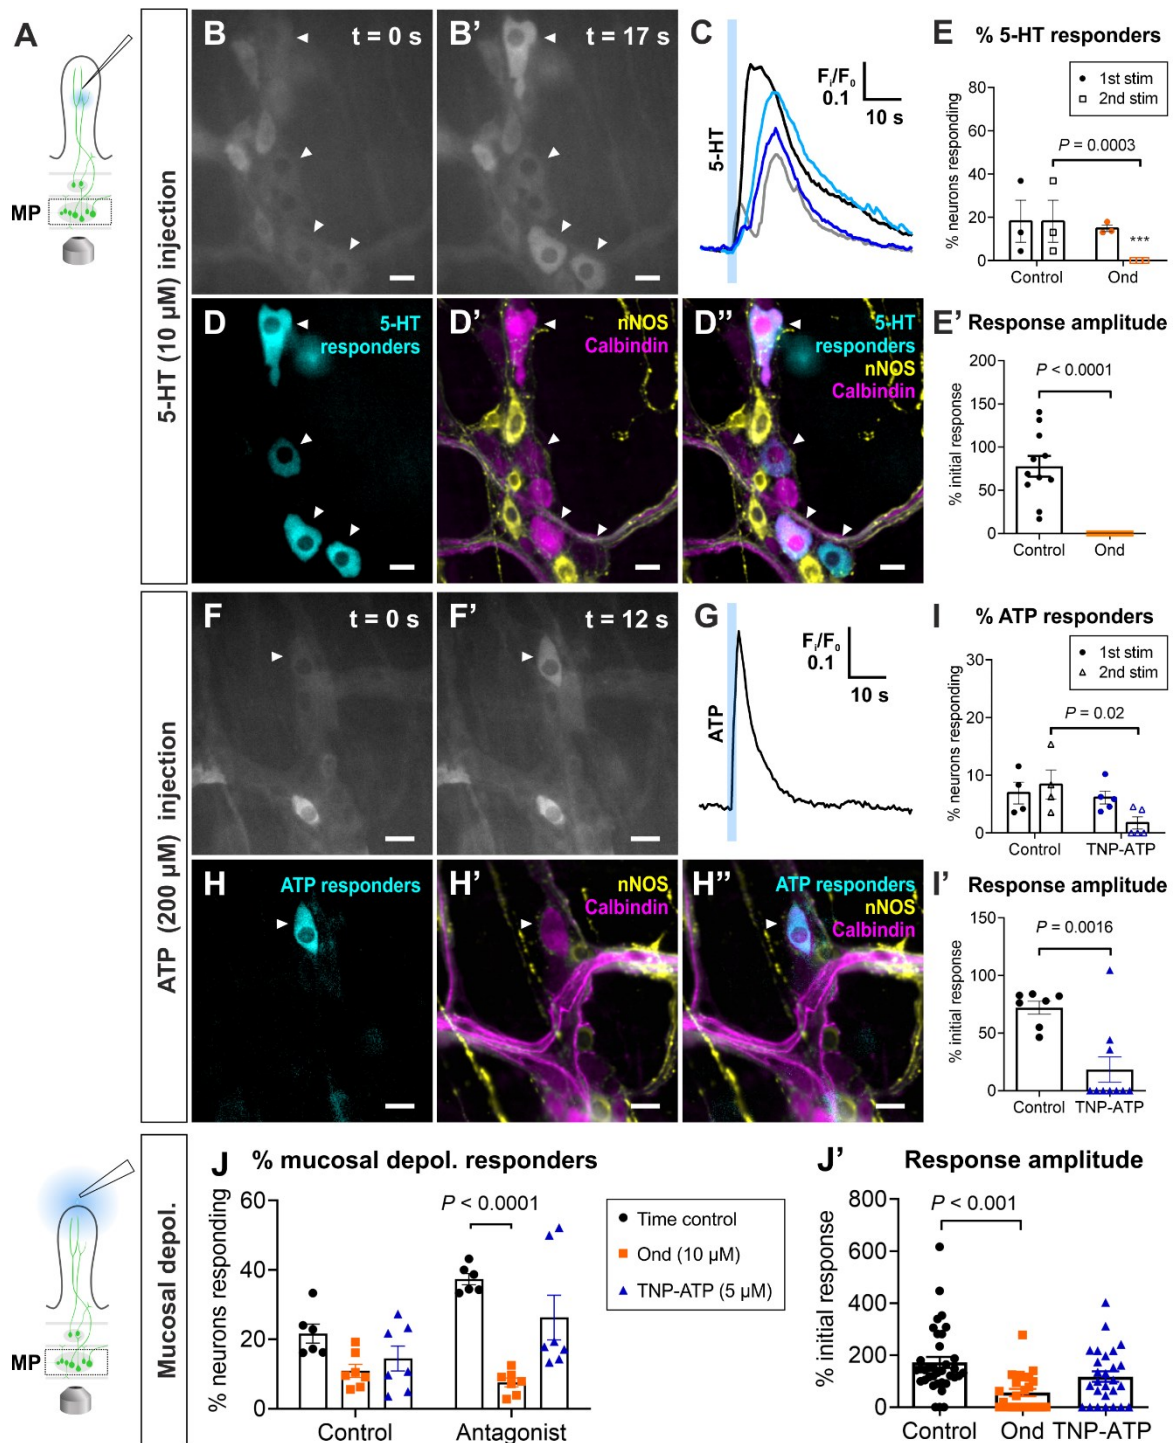 A
MP
5-HT (10 µM) injection
B
t = 0 s
B’
t = 17 s
C
5-HT
Fi/F0
0.1
10 s
E
% 5-HT responders
1st stim
2nd stim
80
60
40
20
0
% neurons responding
P = 0.0003
***
Control
Ond
D
5-HT
responders
D’
nNOS
Calbindin
D’’
5-HT
responders
nNOS
Calbindin
E’
Response amplitude
200
150
100
50
0
% initial response
P < 0.0001
Control
Ond
ATP (200 µM) injection
F
t = 0 s
F’
t = 12 s
G
ATP
Fi/F0
0.1
10 s
I
% ATP responders
1st stim
2nd stim
30
20
10
0
% neurons responding
P = 0.02
Control
TNP-ATP
H
ATP responders
H’
nNOS
Calbindin
H’’
ATP responders
nNOS
Calbindin
I’
Response amplitude
150
100
50
0
% initial response
P = 0.0016
Control
TNP-ATP
MP
Mucosal depol.
J
% mucosal depol. responders
60
40
20
0
% neurons responding
P < 0.0001
Control
Antagonist
Time control
Ond (10 µM)
TNP-ATP (5 µM)
J’
Response amplitude
800
600
400
200
0
% initial response
P < 0.001
Control
Ond
TNP-ATP